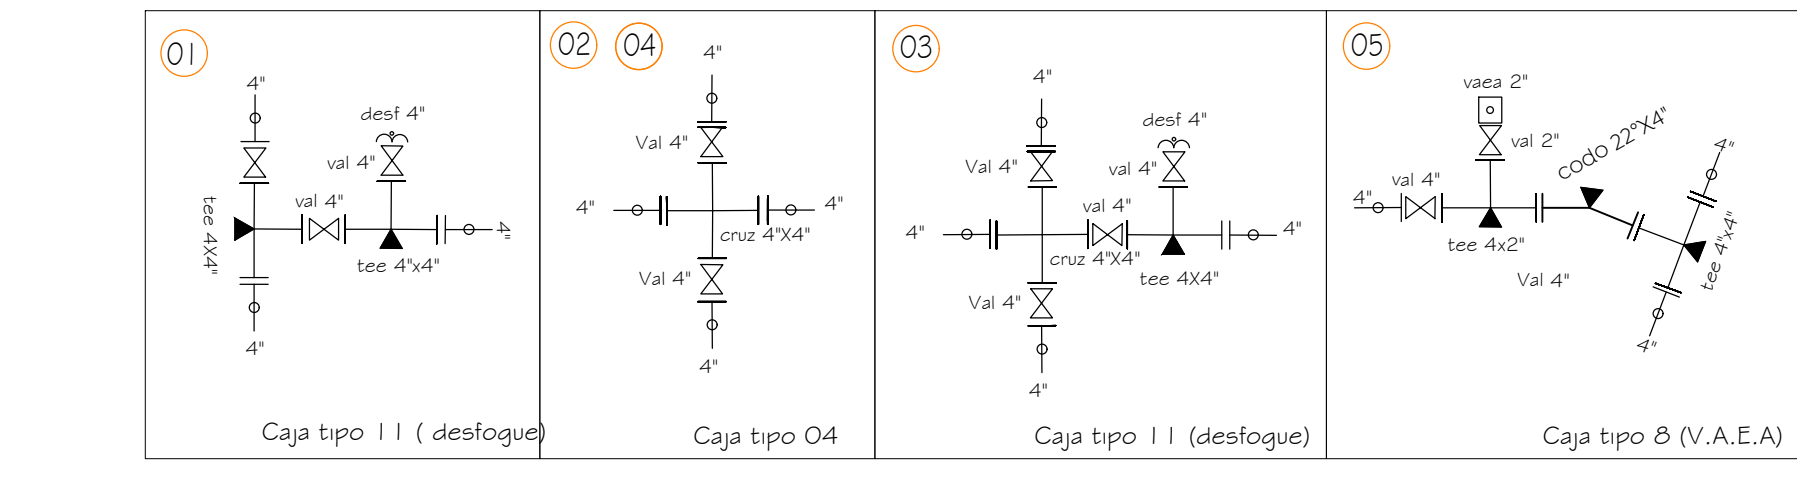 01
4"
desf 4"
val 4"
val 4"
tee 4X4"
4"
tee 4"x4"
4"
Caja tipo 11 ( desfogue)
02
04
4"
Val 4"
4"
4"
cruz 4"X4"
Val 4"
4"
Caja tipo 04
03
4"
desf 4"
Val 4"
val 4"
val 4"
4"
4"
cruz 4"X4"
tee 4X4"
Val 4"
4"
Caja tipo 11 (desfogue)
05
vaea 2"
val 2"
codo 22°X4"
4"
val 4"
4"
tee 4x2"
tee 4"x4"
Val 4"
4"
Caja tipo 8 (V.A.E.A)